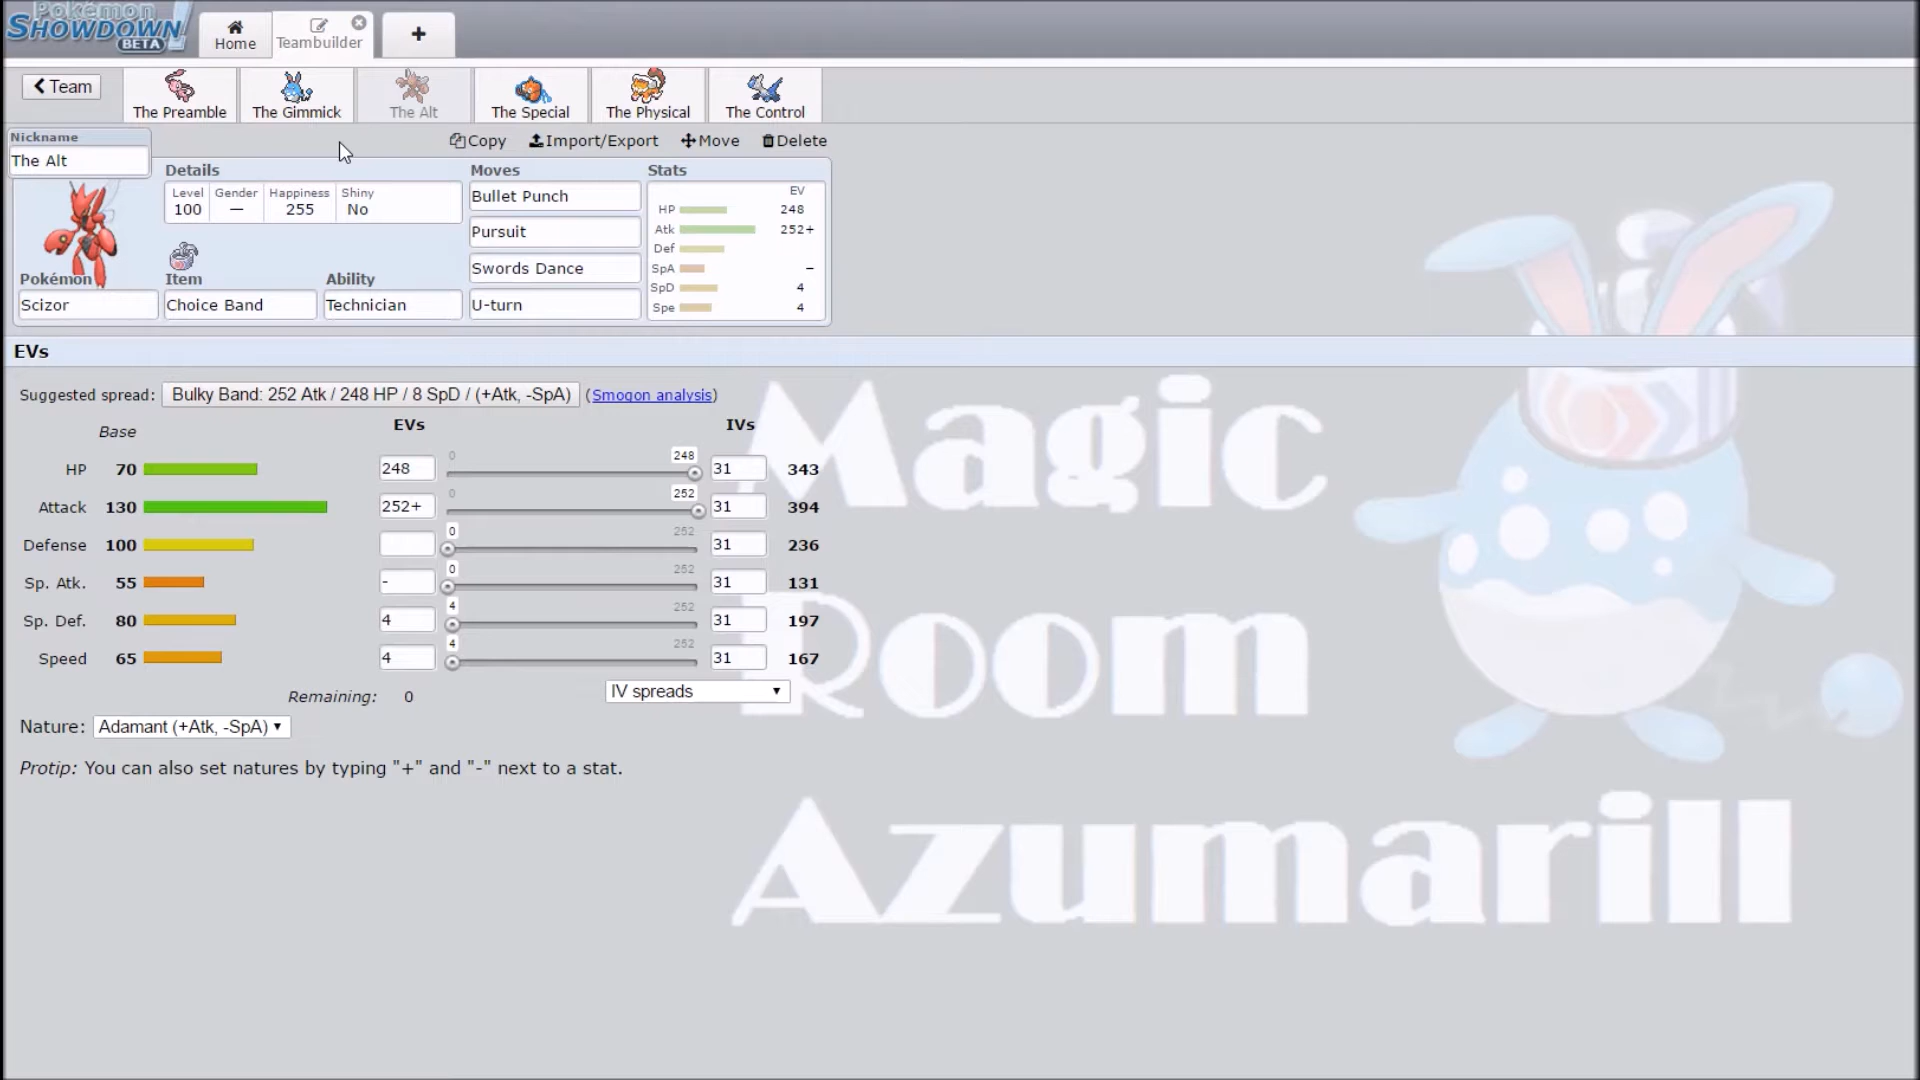 Pokémon
SHOWDOWN!
BETA
Home
Teambuilder
+
Team
The Preamble
The Gimmick
The Alt
The Special
The Physical
The Control
Nickname
The Alt
Copy
Import/Export
Move
Delete
Details
Moves
Stats
Level
Gender
Happiness
Shiny
100
—
255
No
Bullet Punch
Pursuit
Swords Dance
U-turn
EV
HP 248
Atk 252+
Def
SpA –
SpD 4
Spe 4
Pokémon
Item
Ability
Scizor
Choice Band
Technician
EVs
Suggested spread: Bulky Band: 252 Atk / 248 HP / 8 SpD / (+Atk, -SpA) (Smogon analysis)
Base EVs IVs
HP 70 248 0 248 31 343
Attack 130 252+ 0 252 31 394
Defense 100 0 252 31 236
Sp. Atk. 55 - 0 252 31 131
Sp. Def. 80 4 4 252 31 197
Speed 65 4 4 252 31 167
Remaining: 0
IV spreads
Nature: Adamant (+Atk, -SpA)
Protip: You can also set natures by typing "+" and "-" next to a stat.
Magic
Room
Azumarill